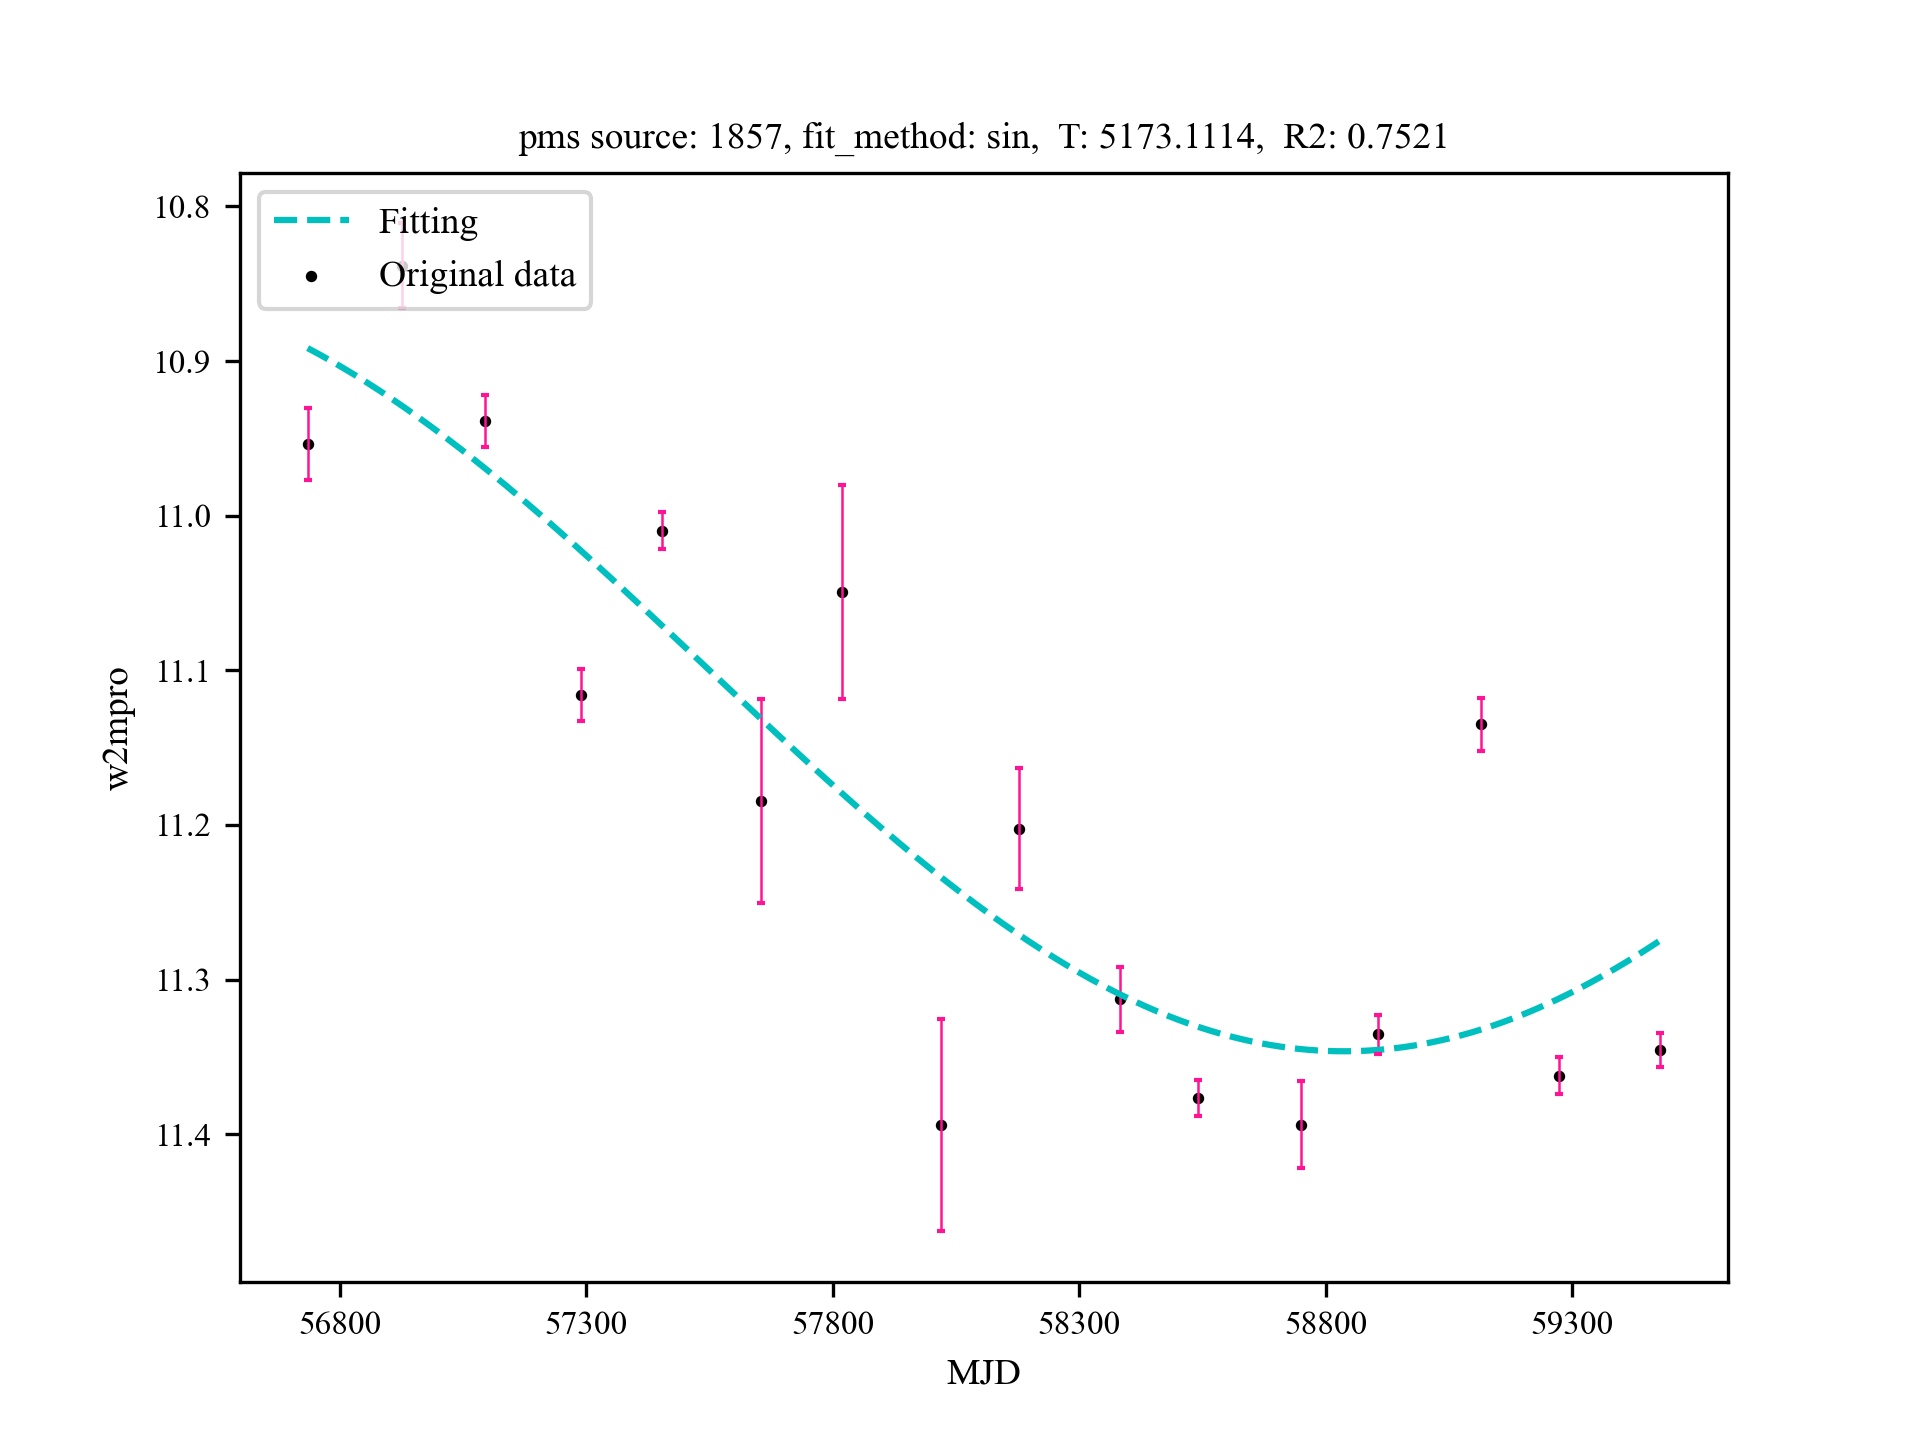 pms source: 1857, fit_method: sin,  T: 5173.1114,  R2: 0.7521
Fitting
Original data
10.8
10.9
11.0
11.1
11.2
11.3
11.4
w2mpro
56800 57300 57800 58300 58800 59300
MJD